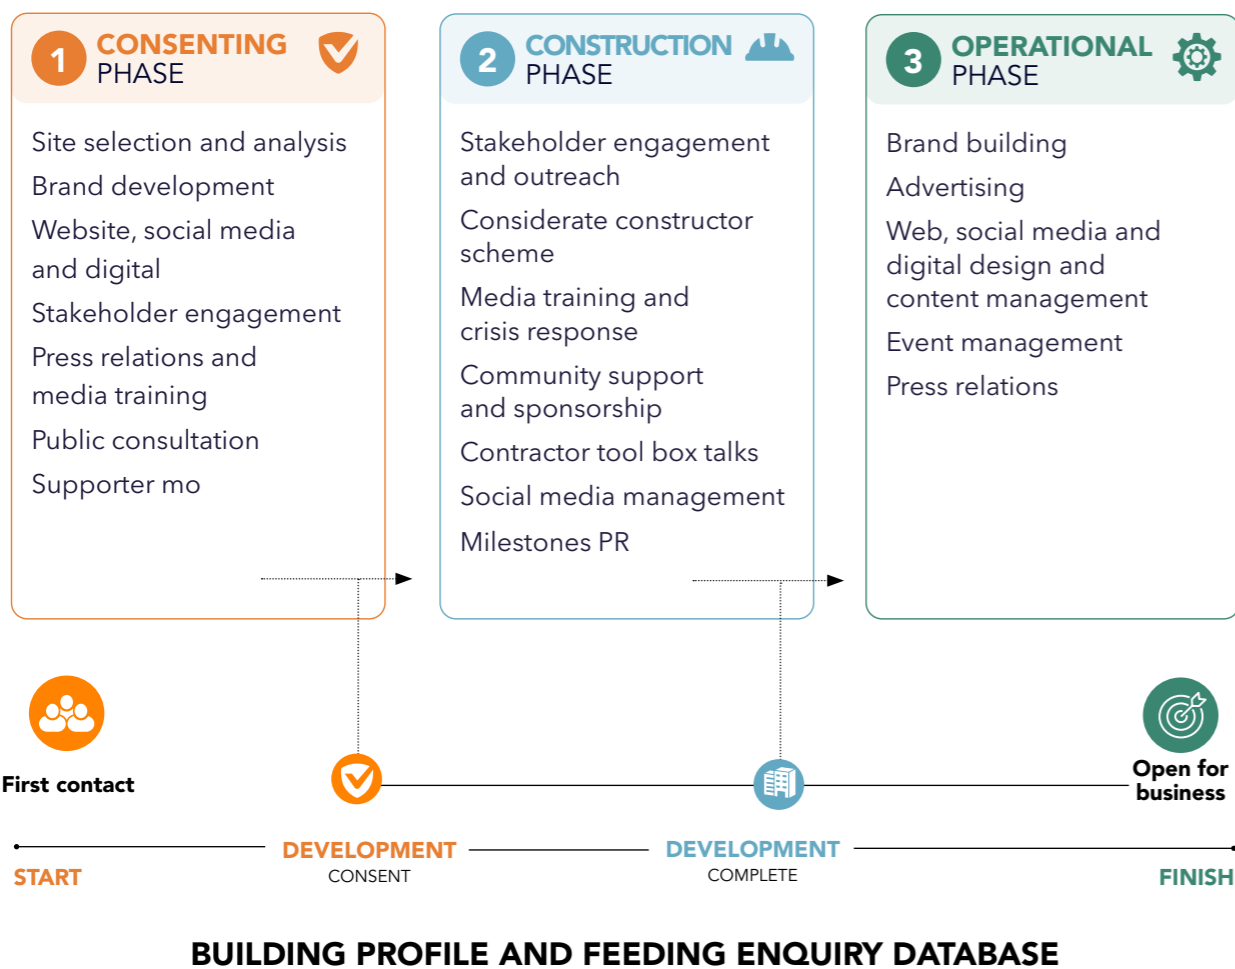 1
CONSENTING
PHASE
Site selection and analysis
Brand development
Website, social media
and digital
Stakeholder engagement
Press relations and
media training
Public consultation
Supporter mo
2
CONSTRUCTION
PHASE
Stakeholder engagement
and outreach
Considerate constructor
scheme
Media training and
crisis response
Community support
and sponsorship
Contractor tool box talks
Social media management
Milestones PR
3
OPERATIONAL
PHASE
Brand building
Advertising
Web, social media and
digital design and
content management
Event management
Press relations
First contact
Open for
business
START
DEVELOPMENT
CONSENT
DEVELOPMENT
COMPLETE
FINISH
BUILDING PROFILE AND FEEDING ENQUIRY DATABASE